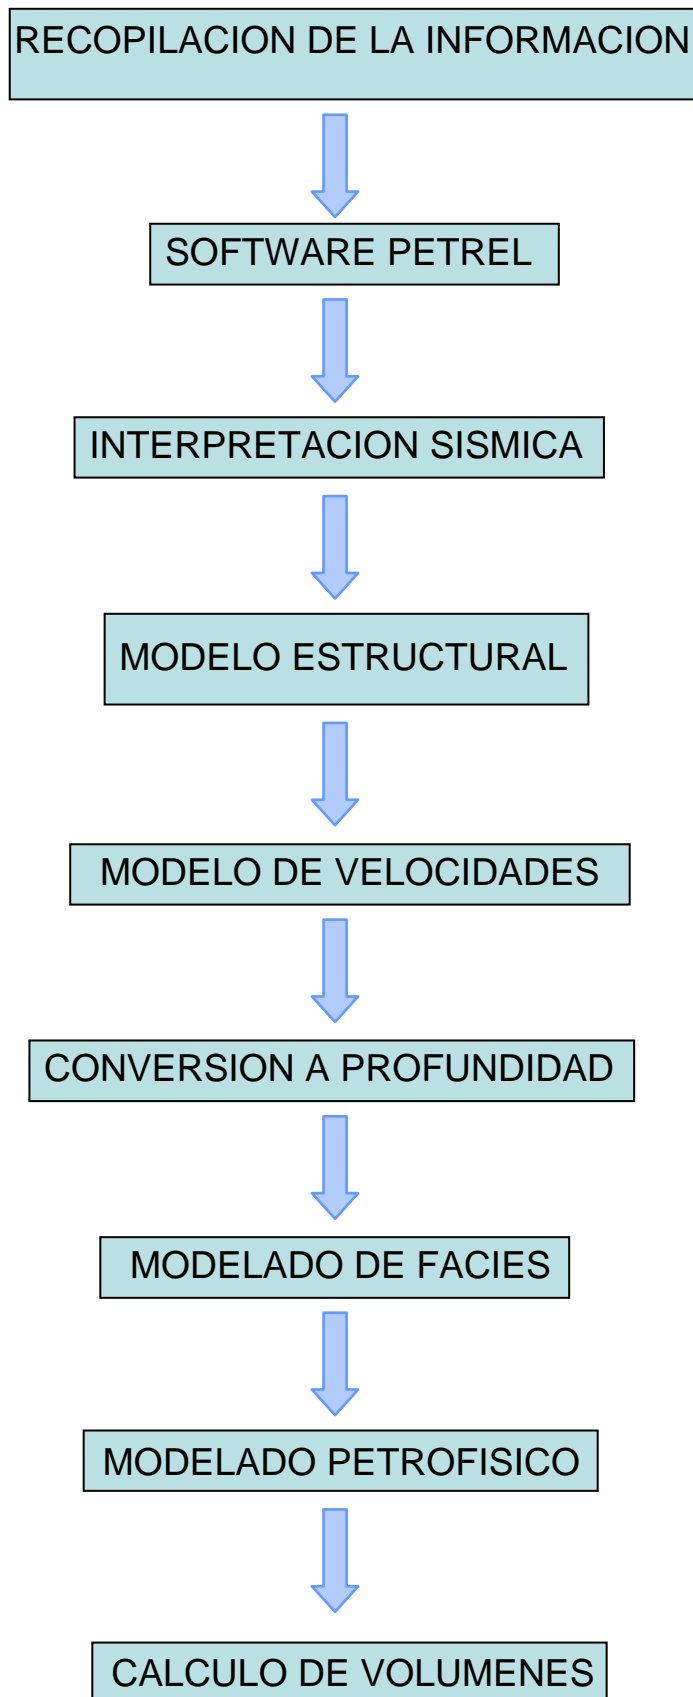 RECOPILACION DE LA INFORMACION
SOFTWARE PETREL
INTERPRETACION SISMICA
MODELO ESTRUCTURAL
MODELO DE VELOCIDADES
CONVERSION A PROFUNDIDAD
MODELADO DE FACIES
MODELADO PETROFISICO
CALCULO DE VOLUMENES